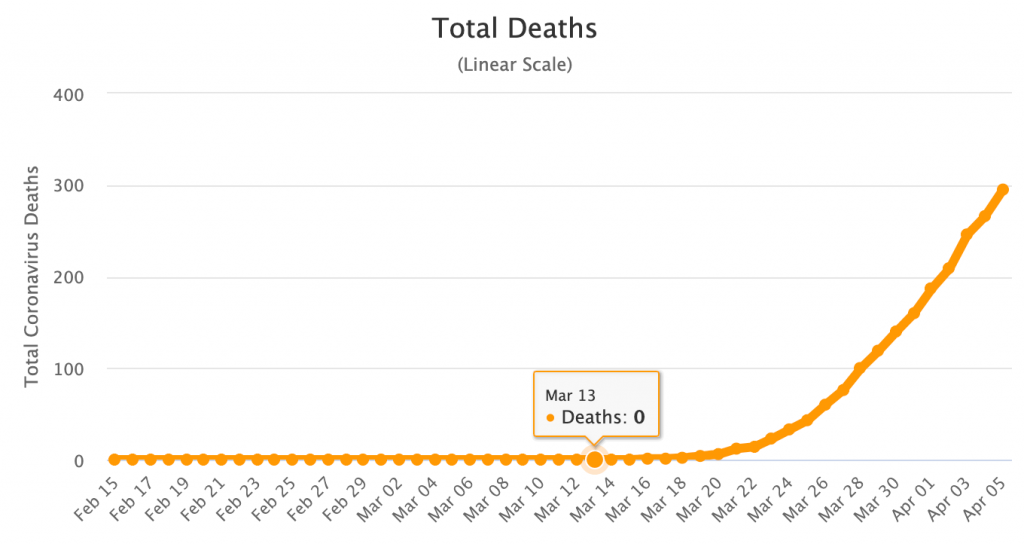 Total Deaths
(Linear Scale)
Total Coronavirus Deaths
400
300
200
100
0
Mar 13
Deaths: 0
Feb 15
Feb 17
Feb 19
Feb 21
Feb 23
Feb 25
Feb 27
Feb 29
Mar 02
Mar 04
Mar 06
Mar 08
Mar 10
Mar 12
Mar 14
Mar 16
Mar 18
Mar 20
Mar 22
Mar 24
Mar 26
Mar 28
Mar 30
Apr 01
Apr 03
Apr 05